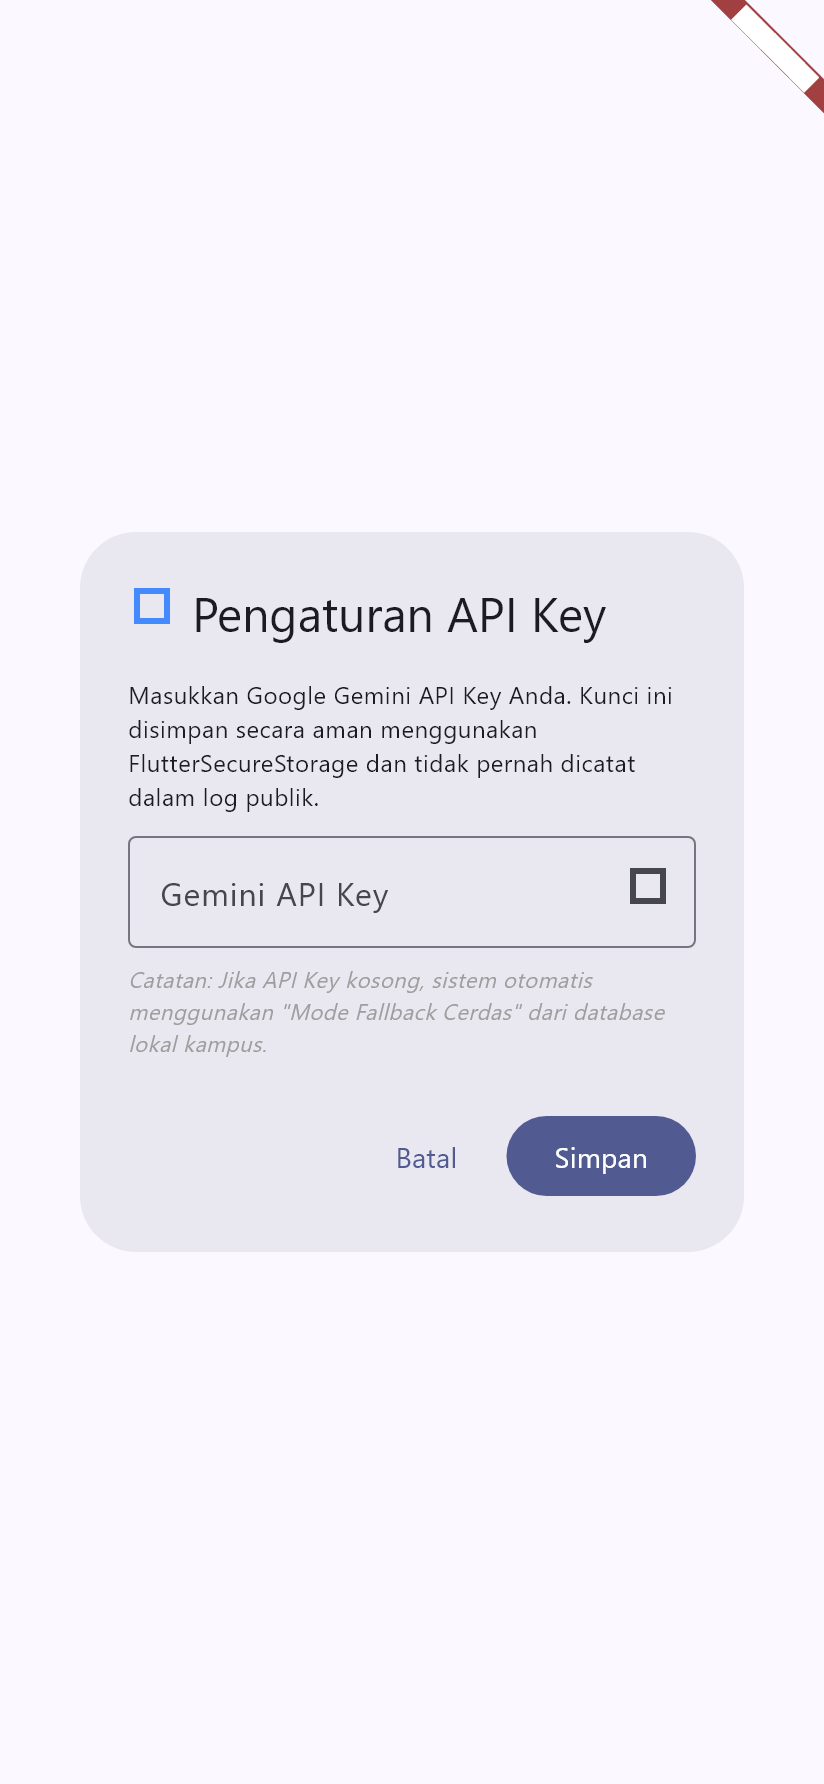 Pengaturan API Key
Masukkan Google Gemini API Key Anda. Kunci ini
disimpan secara aman menggunakan
FlutterSecureStorage dan tidak pernah dicatat
dalam log publik.
Gemini API Key
Catatan: Jika API Key kosong, sistem otomatis
menggunakan "Mode Fallback Cerdas" dari database
lokal kampus.
Batal
Simpan